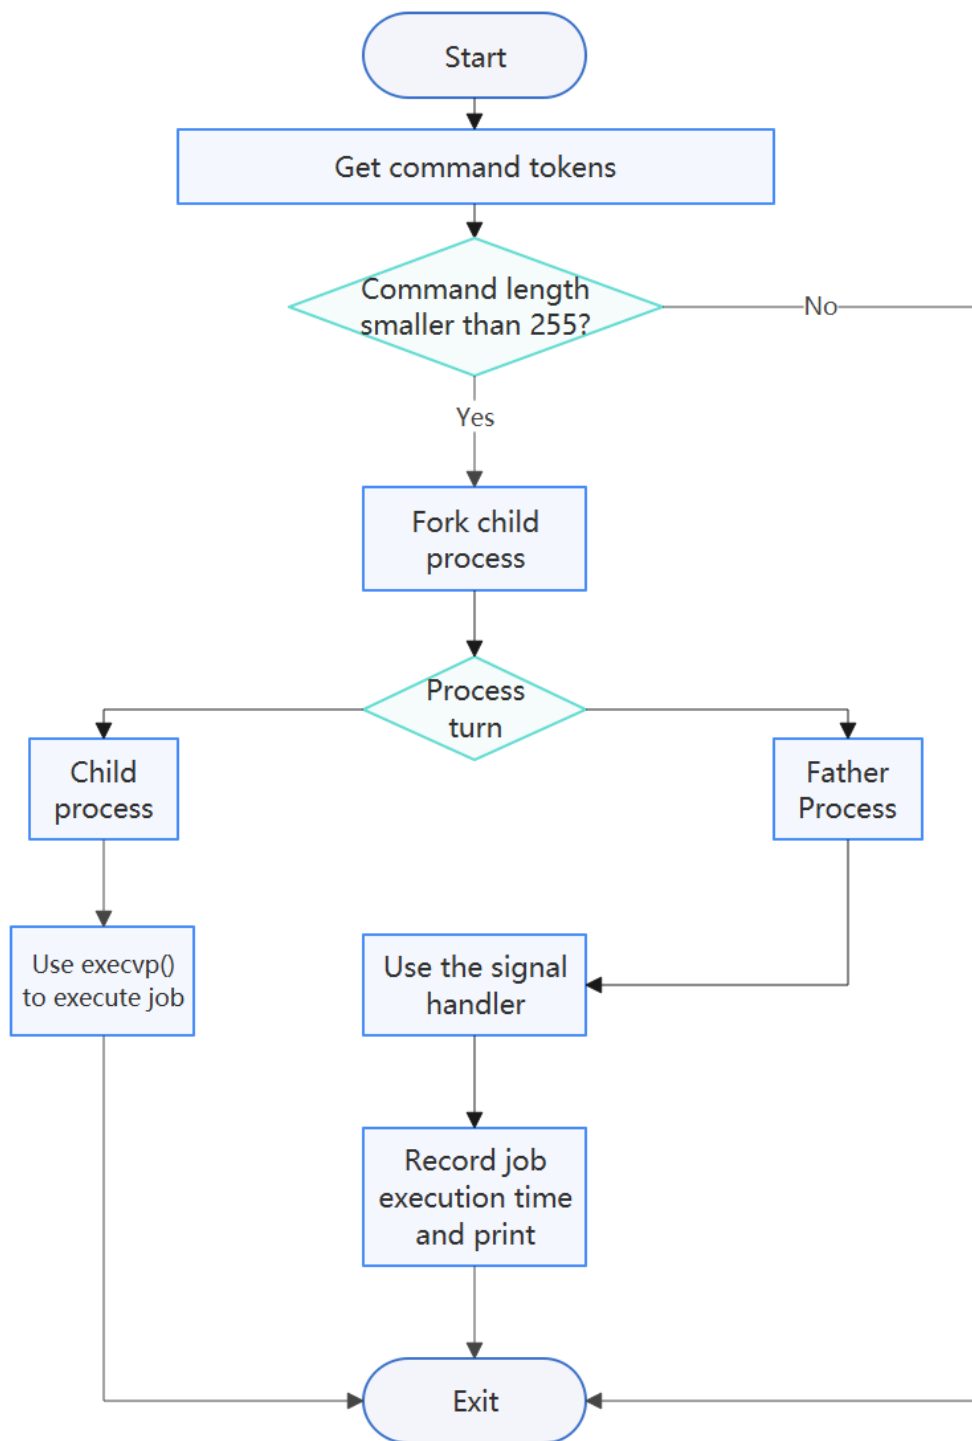 Start
Get command tokens
Command length
smaller than 255?
No
Yes
Fork child
process
Process
turn
Child
process
Father
Process
Use execvp()
to execute job
Use the signal
handler
Record job
execution time
and print
Exit